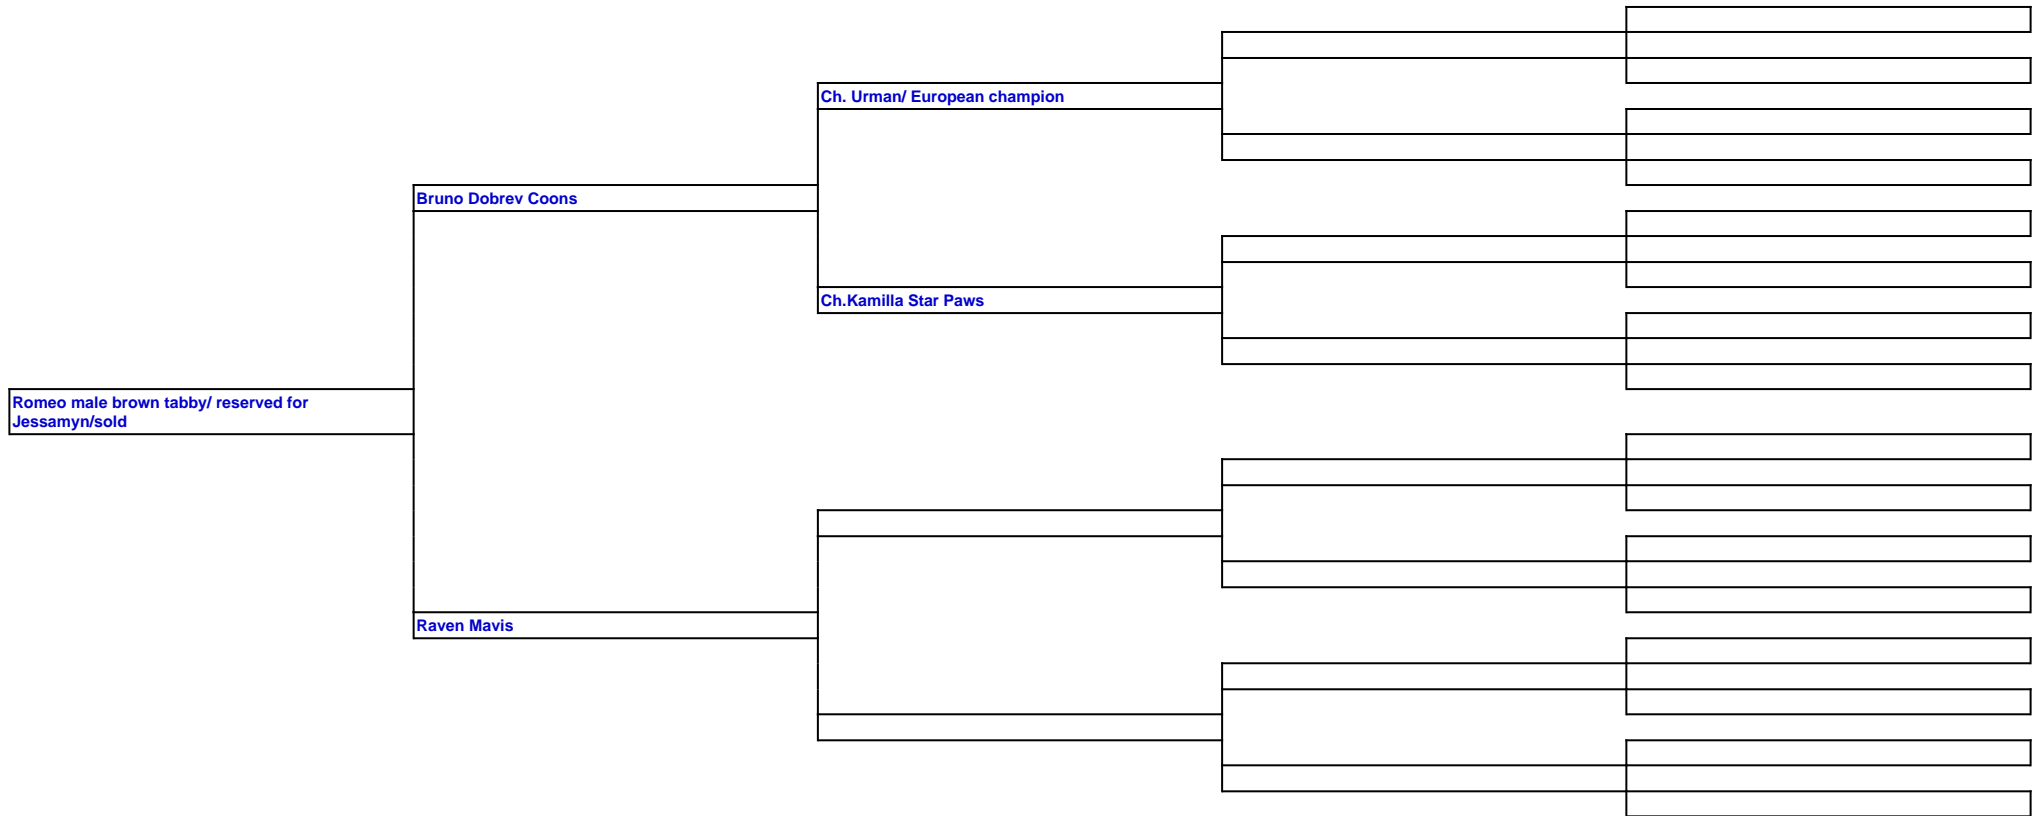 Ch. Urman/ European champion
Bruno Dobrev Coons
Ch.Kamilla Star Paws
Romeo male brown tabby/ reserved for
Jessamyn/sold
Raven Mavis